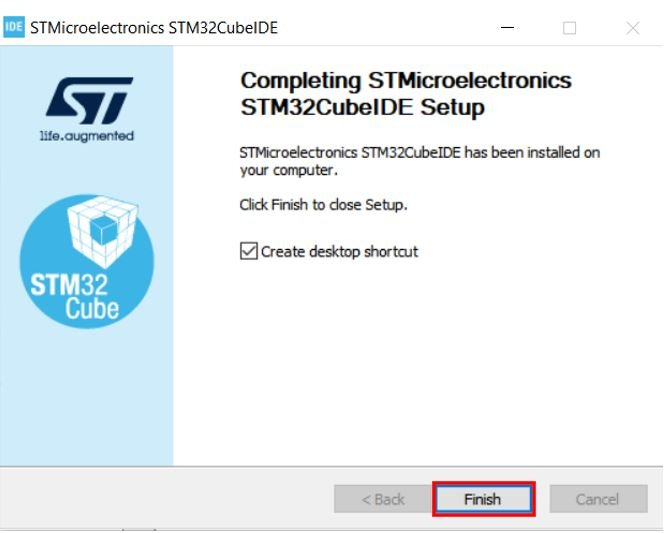 IDE STMicroelectronics STM32CubeIDE
life.augmented
STM32
Cube
Completing STMicroelectronics
STM32CubeIDE Setup
STMicroelectronics STM32CubeIDE has been installed on
your computer.
Click Finish to close Setup.
Create desktop shortcut
< Back Finish Cancel